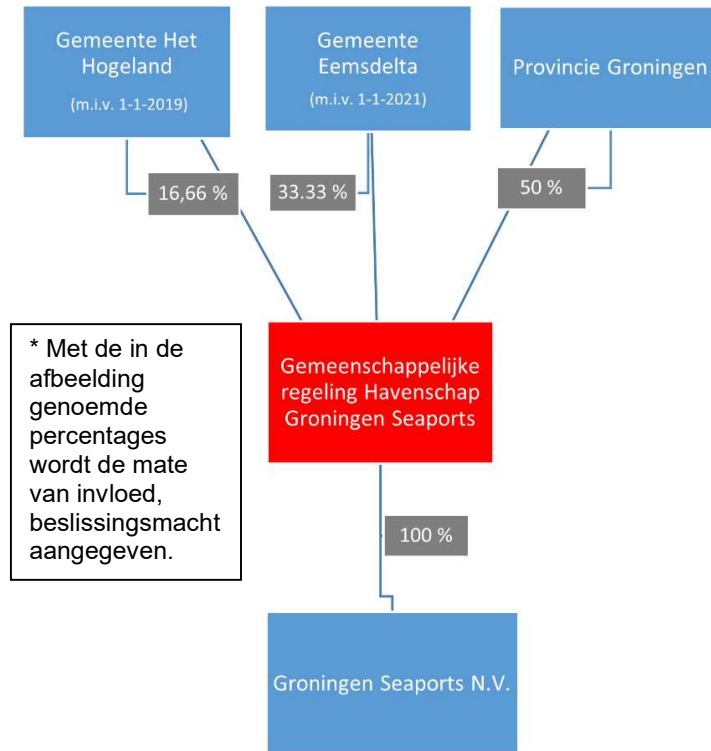 Gemeente Het
Hogeland
(m.i.v. 1-1-2019)
Gemeente
Eemsdelta
(m.i.v. 1-1-2021)
Provincie Groningen
16,66 %
33.33 %
50 %
* Met de in de
afbeelding
genoemde
percentages
wordt de mate
van invloed,
beslissingsmacht
aangegeven.
Gemeenschappelijke
regeling Havenschap
Groningen Seaports
100 %
Groningen Seaports N.V.